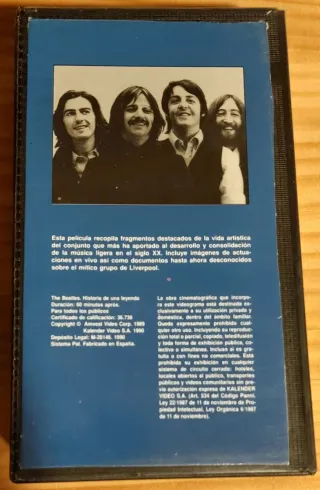 Esta película recopila fragmentos destacados de la vida artística
del conjunto que más ha aportado al desarrollo y consolidación
de la música ligera en el siglo XX. Incluye imágenes de actua-
ciones en vivo así como documentos hasta ahora desconocidos
sobre el mítico grupo de Liverpool.
The Beatles. Historia de una leyenda
Duración: 60 minutos aprox.
Para todos los públicos
Certificado de calificación: 36.738
Copyright © Amvest Video Corp. 1989
Kalender Video S.A. 1990
Depósito Legal: M-20148. 1990
Sistema Pal. Fabricado en España.
La obra cinematográfica que incorpo-
ra este videograma está destinada ex-
clusivamente a su utilización privada y
doméstica, dentro del ámbito familiar.
Queda expresamente prohibido cual-
quier otro uso, incluyendo su reproduc-
ción total o parcial, copiado, teledifusión
y toda forma de exhibición pública, co-
lectiva o simultánea. Incluso si es gra-
tuita o con fines no comerciales. Esta
prohibida su exhibición en cualquier
sistema de circuito cerrado: hoteles,
locales abiertos al público, transportes
públicos y vídeos comunitarios sin pre-
via autorización expresa de KALENDER
VIDEO S.A. (Art. 534 del Código Penal.
Ley 22/1987 de 11 de noviembre de Pro-
piedad Intelectual. Ley Orgánica 6/1987
de 11 de noviembre).